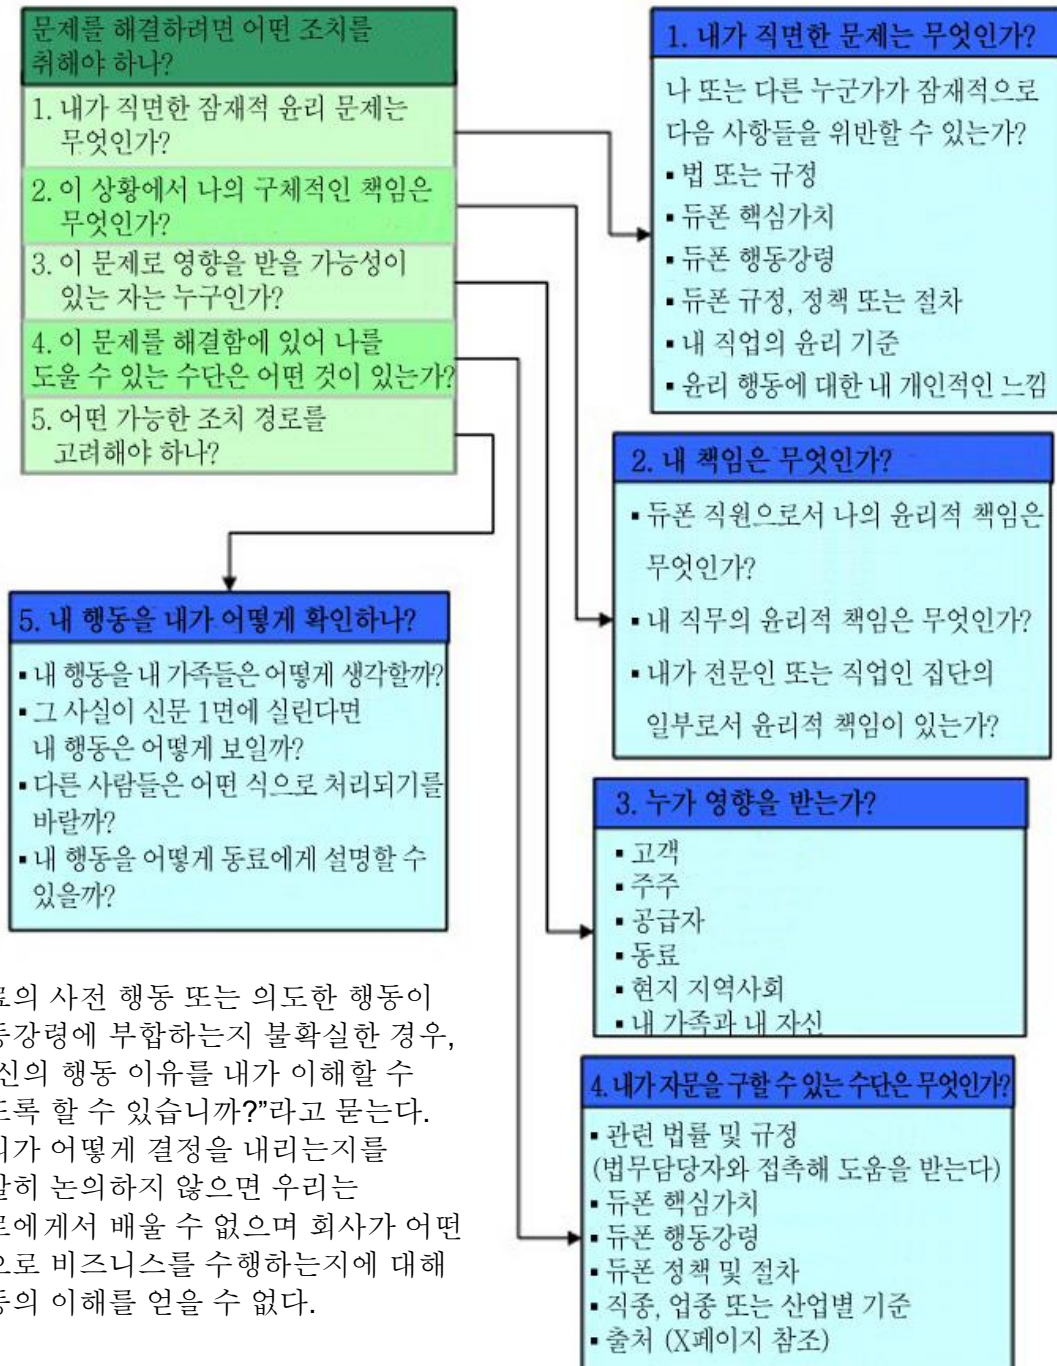 문제를 해결하려면 어떤 조치를
취해야 하나?
1. 내가 직면한 잠재적 윤리 문제는
무엇인가?
2. 이 상황에서 나의 구체적인 책임은
무엇인가?
3. 이 문제로 영향을 받을 가능성이
있는 자는 누구인가?
4. 이 문제를 해결함에 있어 나를
도울 수 있는 수단은 어떤 것이 있는가?
5. 어떤 가능한 조치 경로를
고려해야 하나?
1. 내가 직면한 문제는 무엇인가?
나 또는 다른 누군가가 잠재적으로
다음 사항들을 위반할 수 있는가?
▪ 법 또는 규정
▪ 듀폰 핵심가치
▪ 듀폰 행동강령
▪ 듀폰 규정, 정책 또는 절차
▪ 내 직업의 윤리 기준
▪ 윤리 행동에 대한 내 개인적인 느낌
2. 내 책임은 무엇인가?
▪ 듀폰 직원으로서 나의 윤리적 책임은
무엇인가?
▪ 내 직무의 윤리적 책임은 무엇인가?
▪ 내가 전문인 또는 직업인 집단의
일부로서 윤리적 책임이 있는가?
3. 누가 영향을 받는가?
▪ 고객
▪ 주주
▪ 공급자
▪ 동료
▪ 현지 지역사회
▪ 내 가족과 내 자신
4. 내가 자문을 구할 수 있는 수단은 무엇인가?
▪ 관련 법률 및 규정
(법무담당자와 접촉해 도움을 받는다)
▪ 듀폰 핵심가치
▪ 듀폰 행동강령
▪ 듀폰 정책 및 절차
▪ 직종, 업종 또는 산업별 기준
▪ 출처 (X페이지 참조)
5. 내 행동을 내가 어떻게 확인하나?
▪ 내 행동을 내 가족들은 어떻게 생각할까?
▪ 그 사실이 신문 1면에 실린다면
내 행동은 어떻게 보일까?
▪ 다른 사람들은 어떤 식으로 처리되기를
바랄까?
▪ 내 행동을 어떻게 동료에게 설명할 수
있을까?
의 사전 행동 또는 의도한 행동이
강령에 부합하는지 불확실한 경우,
신의 행동 이유를 내가 이해할 수
록 할 수 있습니까?”라고 묻는다.
가 어떻게 결정을 내리는지를
히 논의하지 않으면 우리는
에게서 배울 수 없으며 회사가 어떤
으로 비즈니스를 수행하는지에 대해
의 이해를 얻을 수 없다.